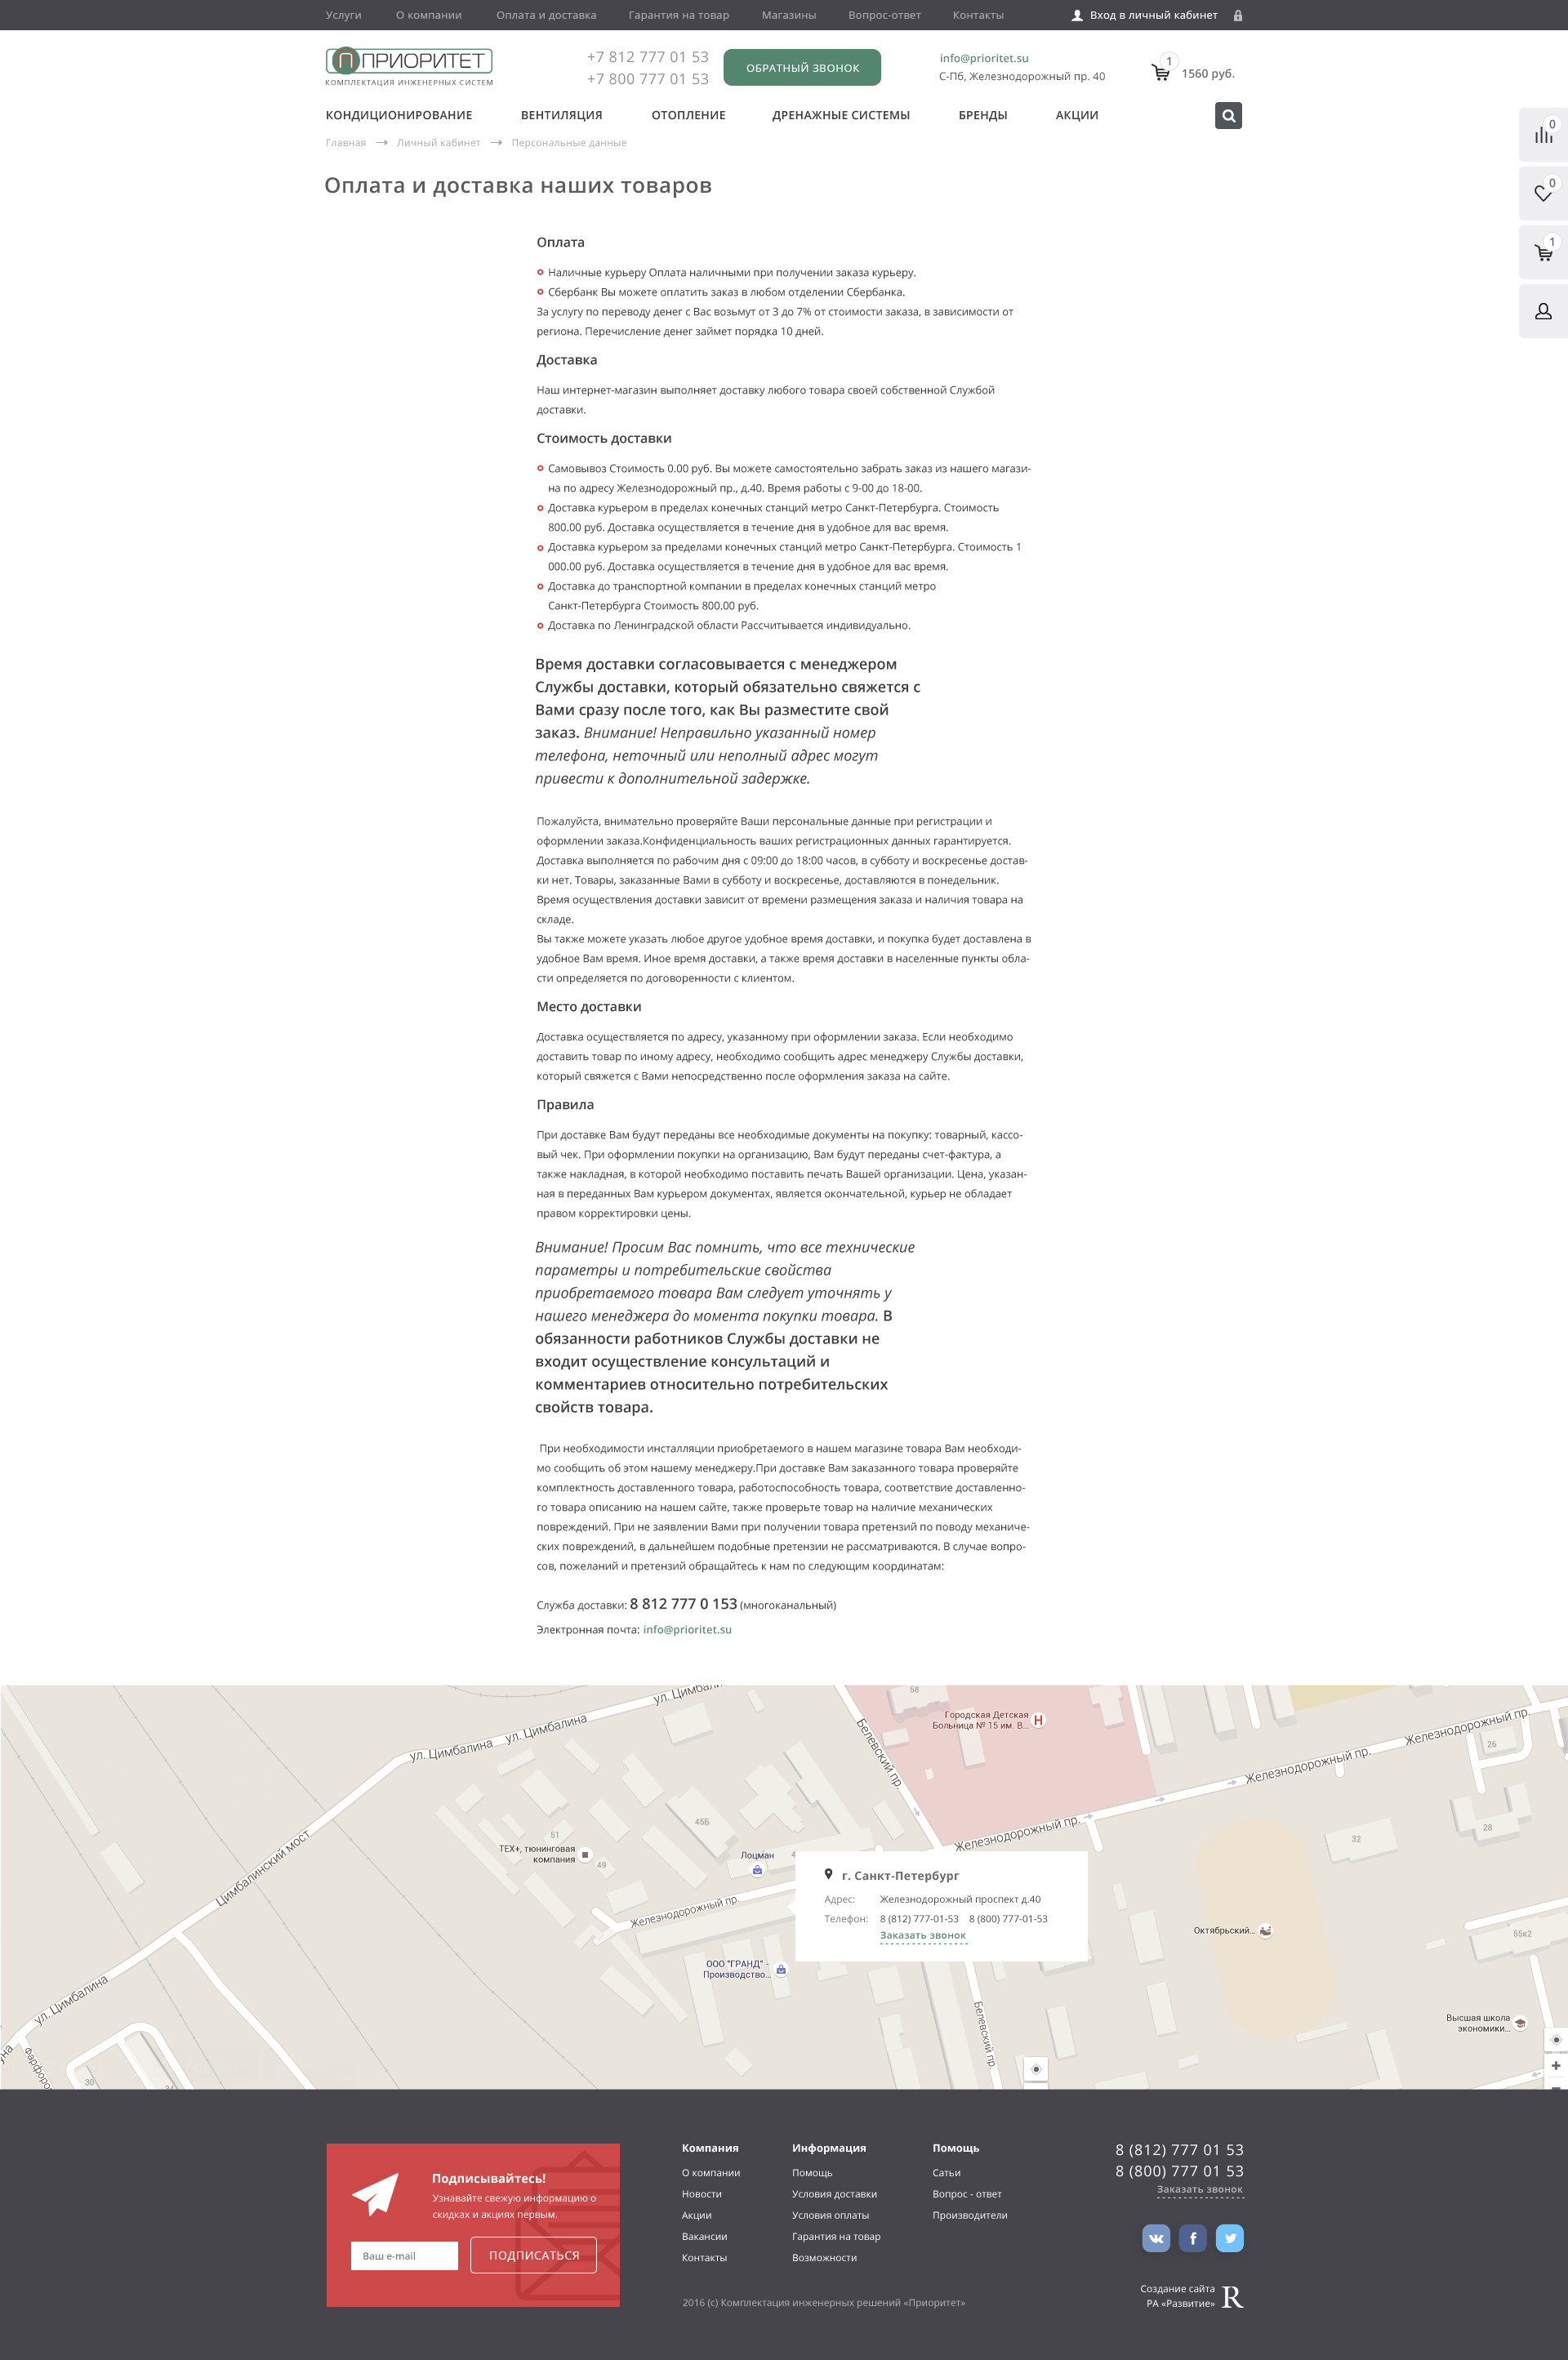 Услуги О компании Оплата и доставка Гарантия на товар Магазины Вопрос-ответ Контакты Вход в личный кабинет
ПРИОРИТЕТ
КОМПЛЕКТАЦИЯ ИНЖЕНЕРНЫХ СИСТЕМ
+7 812 777 01 53
+7 800 777 01 53
ОБРАТНЫЙ ЗВОНОК
info@prioritet.su
С-Пб, Железнодорожный пр. 40
1
1560 руб.
КОНДИЦИОНИРОВАНИЕ ВЕНТИЛЯЦИЯ ОТОПЛЕНИЕ ДРЕНАЖНЫЕ СИСТЕМЫ БРЕНДЫ АКЦИИ
0
0
1
Главная → Личный кабинет → Персональные данные
Оплата и доставка наших товаров
Оплата
Наличные курьеру Оплата наличными при получении заказа курьеру.
Сбербанк Вы можете оплатить заказ в любом отделении Сбербанка.
За услугу по переводу денег с Вас возьмут от 3 до 7% от стоимости заказа, в зависимости от
региона. Перечисление денег займет порядка 10 дней.
Доставка
Наш интернет-магазин выполняет доставку любого товара своей собственной Службой
доставки.
Стоимость доставки
Самовывоз Стоимость 0.00 руб. Вы можете самостоятельно забрать заказ из нашего магази-
на по адресу Железнодорожный пр., д.40. Время работы с 9-00 до 18-00.
Доставка курьером в пределах конечных станций метро Санкт-Петербурга. Стоимость
800.00 руб. Доставка осуществляется в течение дня в удобное для вас время.
Доставка курьером за пределами конечных станций метро Санкт-Петербурга. Стоимость 1
000.00 руб. Доставка осуществляется в течение дня в удобное для вас время.
Доставка до транспортной компании в пределах конечных станций метро
Санкт-Петербурга Стоимость 800.00 руб.
Доставка по Ленинградской области Рассчитывается индивидуально.
Время доставки согласовывается с менеджером
Службы доставки, который обязательно свяжется с
Вами сразу после того, как Вы разместите свой
заказ. Внимание! Неправильно указанный номер
телефона, неточный или неполный адрес могут
привести к дополнительной задержке.
Пожалуйста, внимательно проверяйте Ваши персональные данные при регистрации и
оформлении заказа.Конфиденциальность ваших регистрационных данных гарантируется.
Доставка выполняется по рабочим дня с 09:00 до 18:00 часов, в субботу и воскресенье достав-
ки нет. Товары, заказанные Вами в субботу и воскресенье, доставляются в понедельник.
Время осуществления доставки зависит от времени размещения заказа и наличия товара на
складе.
Вы также можете указать любое другое удобное время доставки, и покупка будет доставлена в
удобное Вам время. Иное время доставки, а также время доставки в населенные пункты обла-
сти определяется по договоренности с клиентом.
Место доставки
Доставка осуществляется по адресу, указанному при оформлении заказа. Если необходимо
доставить товар по иному адресу, необходимо сообщить адрес менеджеру Службы доставки,
который свяжется с Вами непосредственно после оформления заказа на сайте.
Правила
При доставке Вам будут переданы все необходимые документы на покупку: товарный, кассо-
вый чек. При оформлении покупки на организацию, Вам будут переданы счет-фактура, а
также накладная, в которой необходимо поставить печать Вашей организации. Цена, указан-
ная в переданных Вам курьером документах, является окончательной, курьер не обладает
правом корректировки цены.
Внимание! Просим Вас помнить, что все технические
параметры и потребительские свойства
приобретаемого товара Вам следует уточнять у
нашего менеджера до момента покупки товара. В
обязанности работников Службы доставки не
входит осуществление консультаций и
комментариев относительно потребительских
свойств товара.
При необходимости инсталляции приобретаемого в нашем магазине товара Вам необходи-
мо сообщить об этом нашему менеджеру.При доставке Вам заказанного товара проверяйте
комплектность доставленного товара, работоспособность товара, соответствие доставленно-
го товара описанию на нашем сайте, также проверьте товар на наличие механических
повреждений. При не заявлении Вами при получении товара претензий по поводу механиче-
ских повреждений, в дальнейшем подобные претензии не рассматриваются. В случае вопро-
сов, пожеланий и претензий обращайтесь к нам по следующим координатам:
Служба доставки: 8 812 777 0 153 (многоканальный)
Электронная почта: info@prioritet.su
ул. Цимбалина
ул. Цимбалина
58
Городская Детская
Больница № 15 им. В...
Белевский пр.
Железнодорожный пр.
Железнодорожный пр.
26
28
32
Железнодорожный пр.
45Б
51
49
ТЕХ+, тюнинговая
компания
Лоцман
Цимбалинский мост
Железнодорожный пр.
г. Санкт-Петербург
Адрес: Железнодорожный проспект д.40
Телефон: 8 (812) 777-01-53 8 (800) 777-01-53
Заказать звонок
Октябрьский...
55к2
ООО "ГРАНД" -
Производство...
ул. Цимбалина
Белевский пр.
Высшая школа
экономики...
30
Подписывайтесь!
Узнавайте свежую информацию о
скидках и акциях первым.
Ваш e-mail
ПОДПИСАТЬСЯ
Компания
О компании
Новости
Акции
Вакансии
Контакты
Информация
Помощь
Условия доставки
Условия оплаты
Гарантия на товар
Возможности
Помощь
Сатьи
Вопрос - ответ
Производители
8 (812) 777 01 53
8 (800) 777 01 53
Заказать звонок
2016 (с) Комплектация инженерных решений «Приоритет»
Создание сайта
РА «Развитие»
R